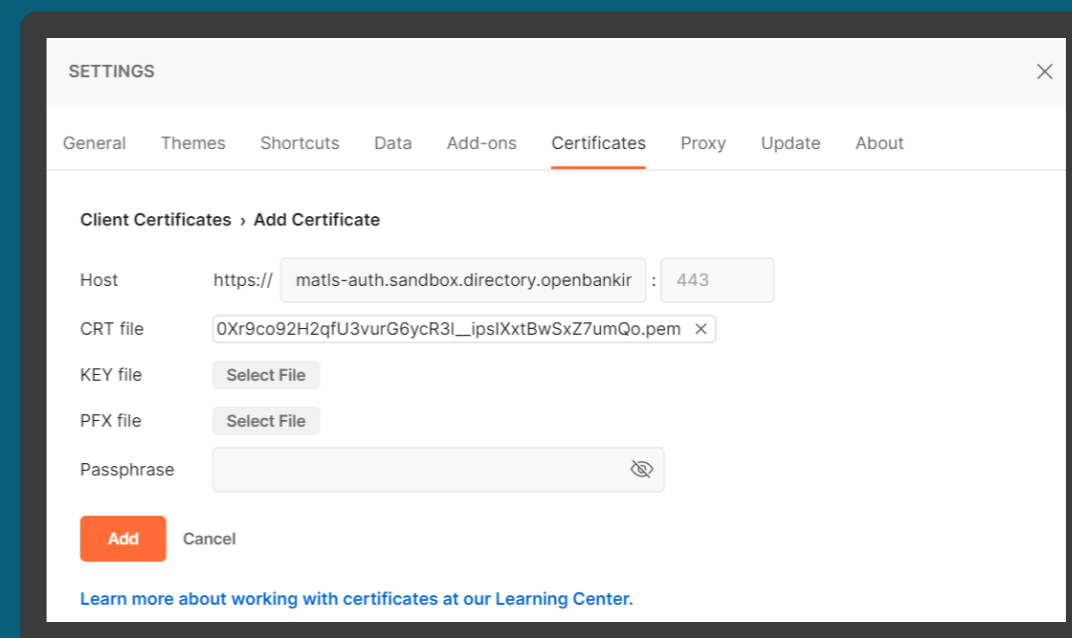 SETTINGS
General Themes Shortcuts Data Add-ons Certificates Proxy Update About
Client Certificates › Add Certificate
Host https:// matls-auth.sandbox.directory.openbankir : 443
CRT file 0Xr9co92H2qfU3vurG6ycR3l__ipsIXxtBwSxZ7umQo.pem
KEY file Select File
PFX file Select File
Passphrase
Add Cancel
Learn more about working with certificates at our Learning Center.